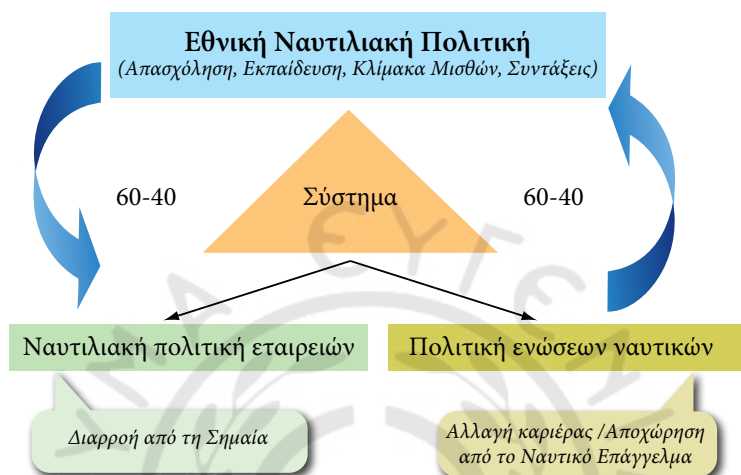 Εθνική Ναυτιλιακή Πολιτική
(Απασχόληση, Εκπαίδευση, Κλίμακα Μισθών, Συντάξεις)
60-40
Σύστημα
60-40
Ναυτιλιακή πολιτική εταιρειών
Πολιτική ενώσεων ναυτικών
Διαρροή από τη Σημαία
Αλλαγή καριέρας /Αποχώρηση
από το Ναυτικό Επάγγελμα